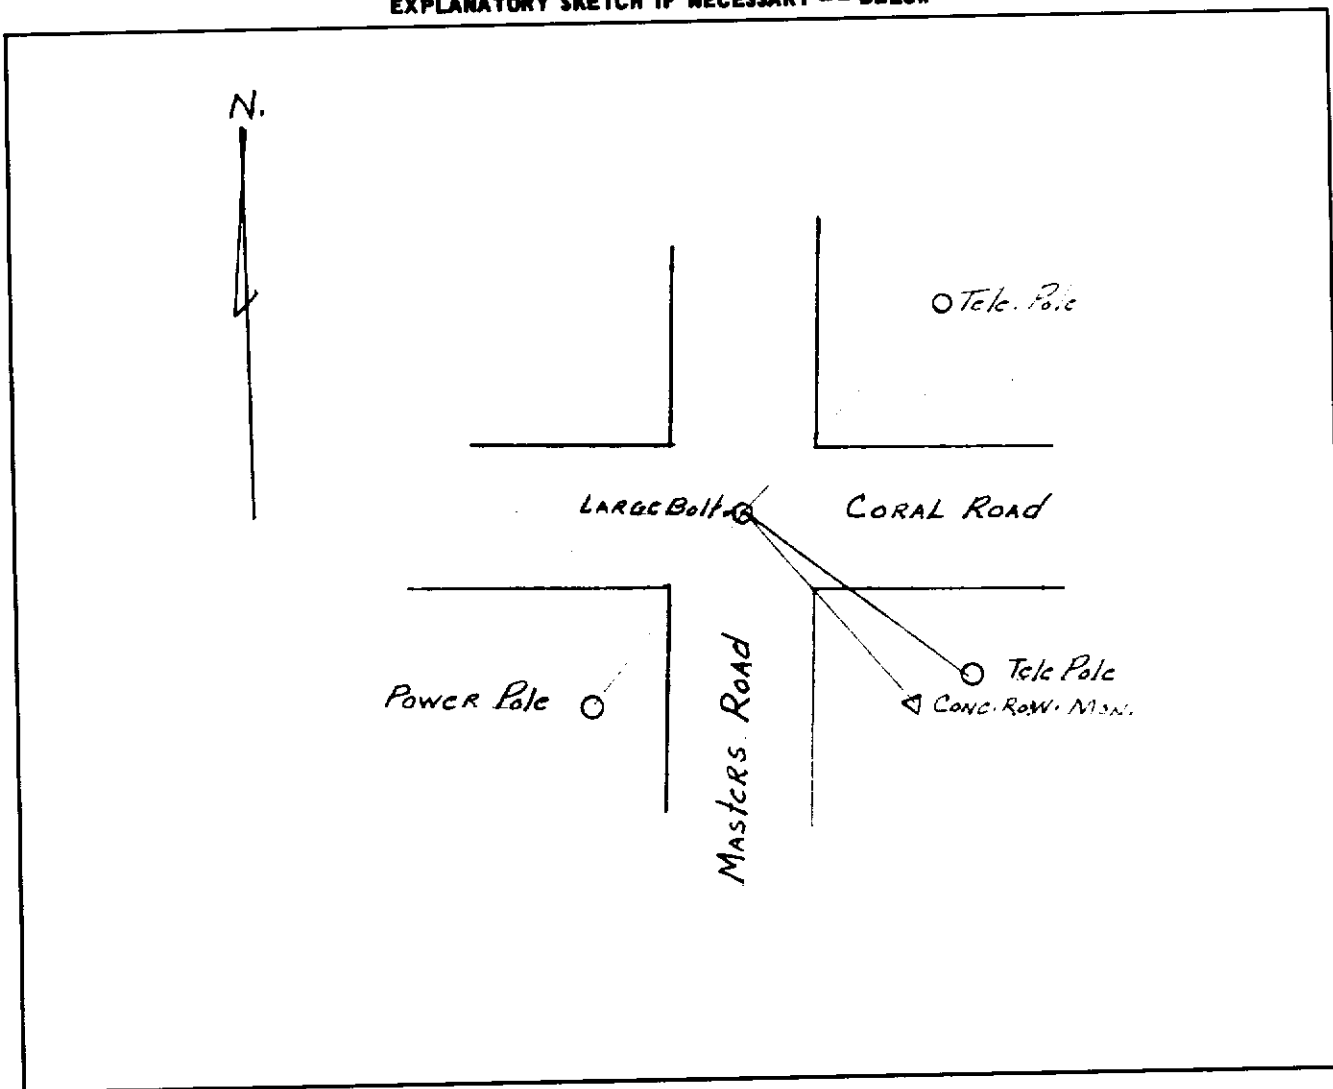 EXPLANATORY SKETCH IF NECESSARY -- BELOW
N.
Tele. Pole
LARGE Bolt
CORAL ROAD
Tele Pole
Power Pole
CONC. ROW. Mon.
MASTERS ROAD